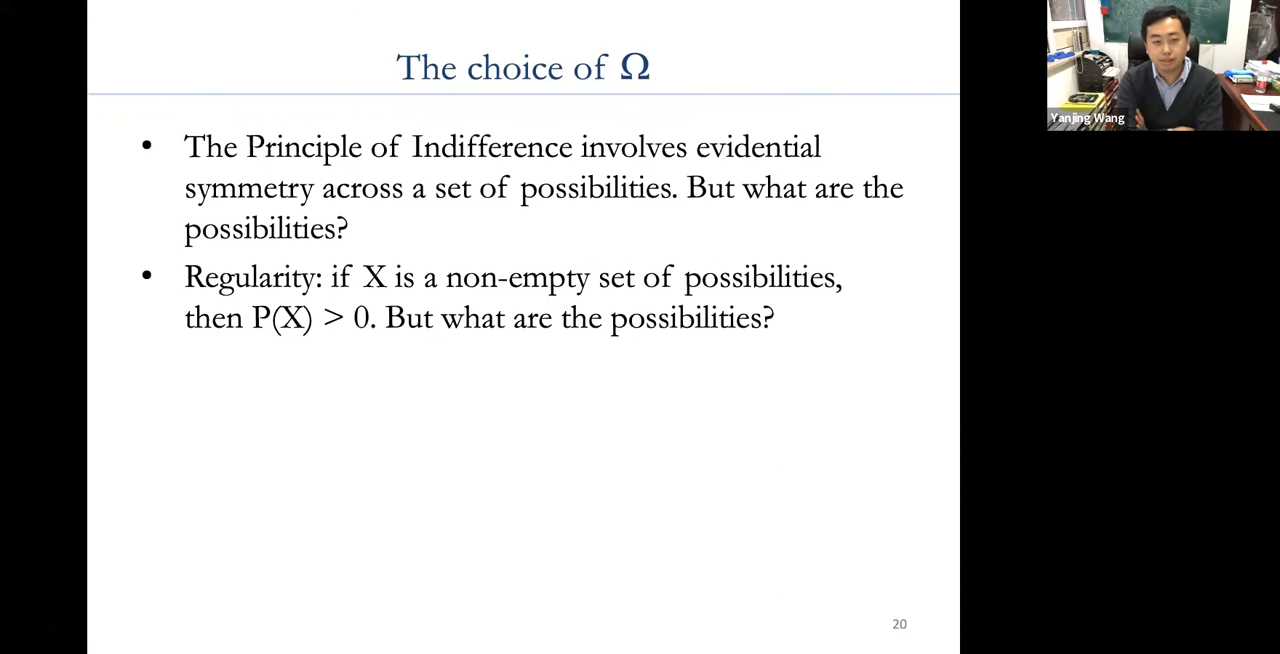 The choice of Ω
• The Principle of Indifference involves evidential
symmetry across a set of possibilities. But what are the
possibilities?
• Regularity: if X is a non-empty set of possibilities,
then P(X) > 0. But what are the possibilities?
20
Yanjing Wang